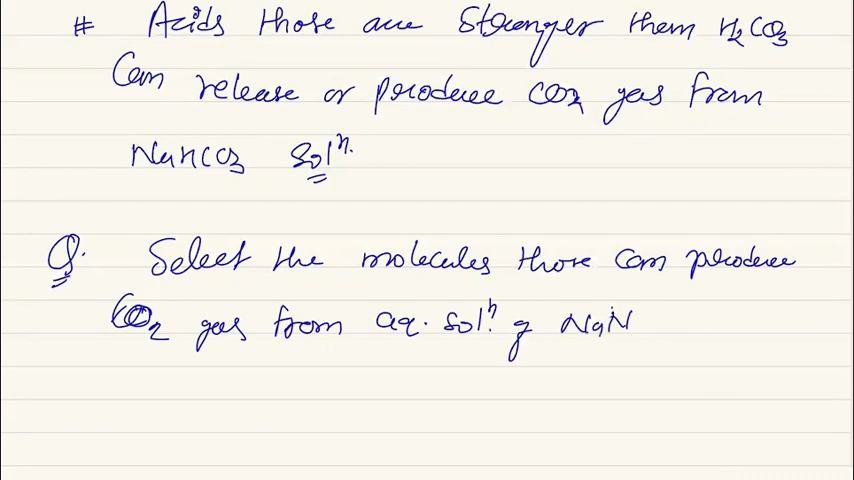 # Acids those are stronger them H2CO3
Can release or produce CO2 gas from
NaHCO3 Solⁿ.
Q. Select the molecules those can produce
CO2 gas from aq. solⁿ. of NaH